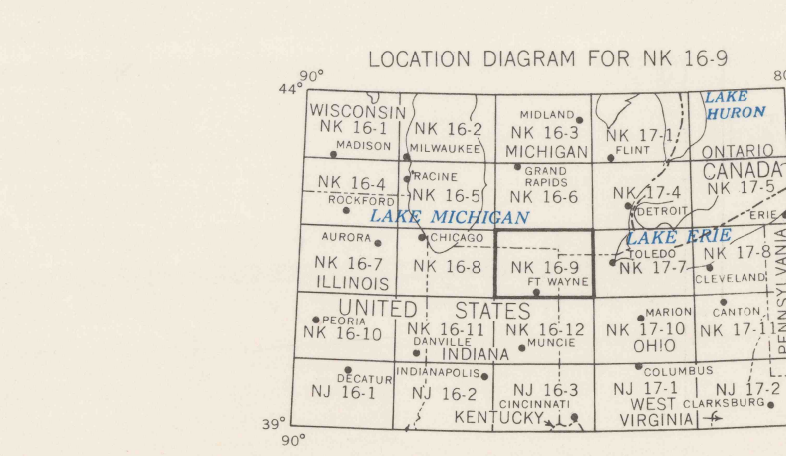 LOCATION DIAGRAM FOR NK 16-9
90°
80
44°
LAKE
HURON
WISCONSIN
NK 16-1
MADISON
NK 16-2
MILWAUKEE
MIDLAND
NK 16-3
MICHIGAN
NK 17-1
FLINT
ONTARIO
CANADA
NK 16-4
ROCKFORD
RACINE
NK 16-5
GRAND
RAPIDS
NK 16-6
NK 17-4
DETROIT
NK 17-5
ERIE
LAKE MICHIGAN
LAKE ERIE
AURORA
NK 16-7
ILLINOIS
CHICAGO
NK 16-8
NK 16-9
FT WAYNE
TOLEDO
NK 17-7
NK 17-8
CLEVELAND
PENNSYLVANIA
UNITED STATES
PEORIA
NK 16-10
NK 16-11
DANVILLE
INDIANA
NK 16-12
MUNCIE
MARION
NK 17-10
OHIO
CANTON
NK 17-11
DECATUR
NJ 16-1
INDIANAPOLIS
NJ 16-2
NJ 16-3
CINCINNATI
KENTUCKY
COLUMBUS
NJ 17-1
WEST
VIRGINIA
NJ 17-2
CLARKSBURG
39°
90°